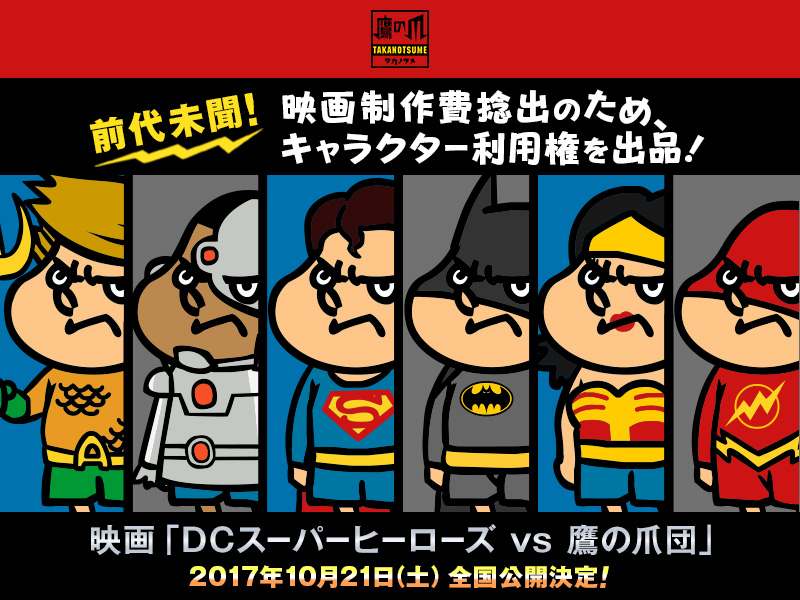 鷹の爪
TAKANOTSUME
タカノツメ
前代未聞!
映画制作費捻出のため、
キャラクター利用権を出品!
S
映画「DCスーパーヒーローズ vs 鷹の爪団」
2017年10月21日(土) 全国公開決定!